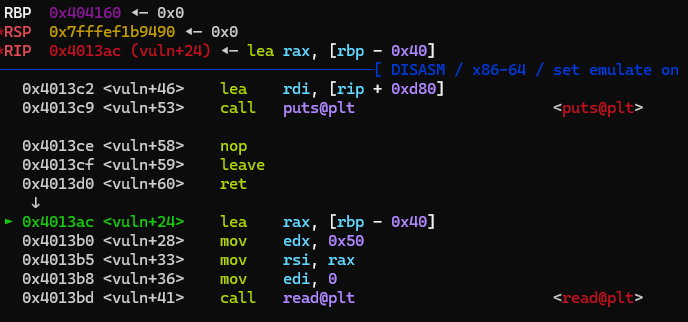 RBP  0x404160 ◂— 0x0
*RSP  0x7fffef1b9490 ◂— 0x0
*RIP  0x4013ac (vuln+24) ◂— lea rax, [rbp - 0x40]
[ DISASM / x86-64 / set emulate on
0x4013c2 <vuln+46>    lea    rdi, [rip + 0xd80]
0x4013c9 <vuln+53>    call   puts@plt                      <puts@plt>
0x4013ce <vuln+58>    nop
0x4013cf <vuln+59>    leave
0x4013d0 <vuln+60>    ret
↓
► 0x4013ac <vuln+24>    lea    rax, [rbp - 0x40]
0x4013b0 <vuln+28>    mov    edx, 0x50
0x4013b5 <vuln+33>    mov    rsi, rax
0x4013b8 <vuln+36>    mov    edi, 0
0x4013bd <vuln+41>    call   read@plt                      <read@plt>